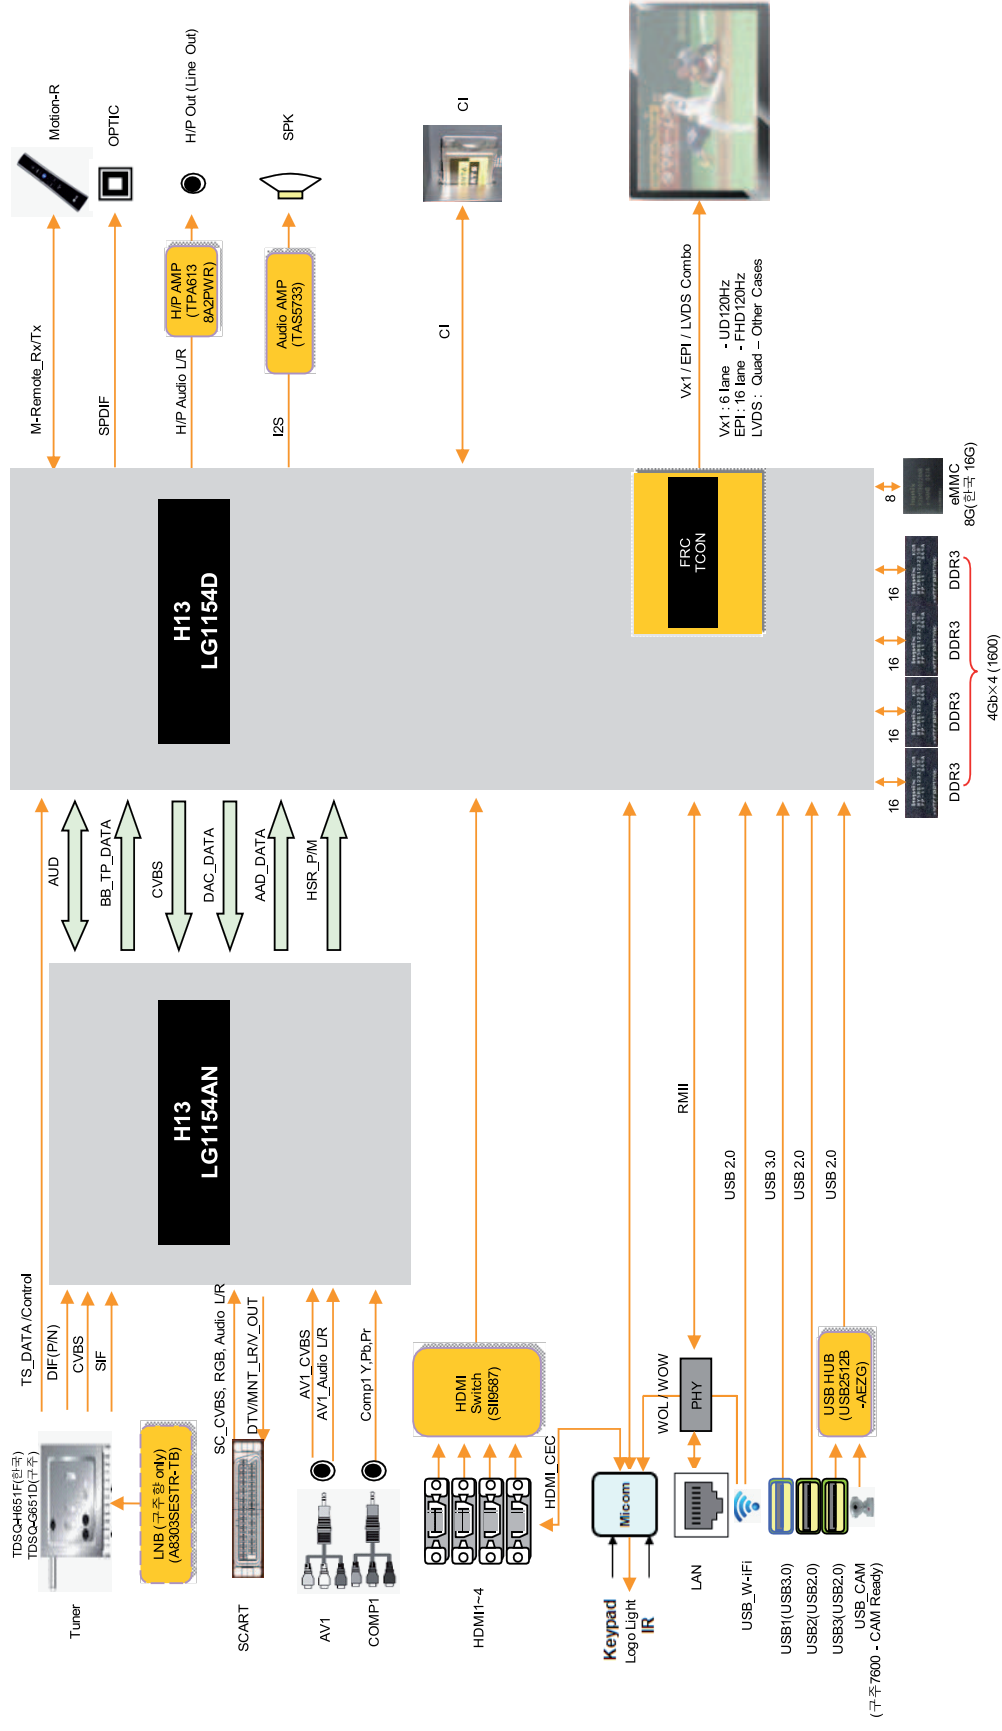 Tuner
TDSQ-H651F(한국)
TDSQ-G651D(구주)
LNB (구주향 only)
(A8303SESTR-TB)
SCART
AV1
COMP1
HDMI1~4
Keypad
Logo Light
IR
LAN
USB_W-iFi
USB1(USB3.0)
USB2(USB2.0)
USB3(USB2.0)
USB_CAM
(구주7600 - CAM Ready)
TS_DATA /Control
DIF(P/N)
CVBS
SIF
SC_CVBS, RGB, Audio L/R
DTV/MNT_LR/V_OUT
AV1_CVBS
AV1_Audio L/R
Comp1 Y,Pb,Pr
HDMI
Switch
(SII9587)
HDMI_CEC
Micom
WOL / WOW
PHY
USB HUB
(USB2512B
-AEZG)
H13
LG1154AN
RMII
USB 2.0
USB 3.0
USB 2.0
USB 2.0
AUD
BB_TP_DATA
CVBS
DAC_DATA
AAD_DATA
HSR_P/M
H13
LG1154D
FRC
TCON
16
16
16
16
8
DDR3
DDR3
DDR3
DDR3
4Gb×4 (1600)
eMMC
8G(한국 16G)
M-Remote_Rx/Tx
SPDIF
H/P Audio L/R
I2S
CI
H/P AMP
(TPA613
8A2PWR)
Audio AMP
(TAS5733)
Vx1 / EPI / LVDS Combo
Vx1 : 6 lane - UD120Hz
EPI : 16 lane - FHD120Hz
LVDS : Quad – Other Cases
Motion-R
OPTIC
H/P Out (Line Out)
SPK
CI